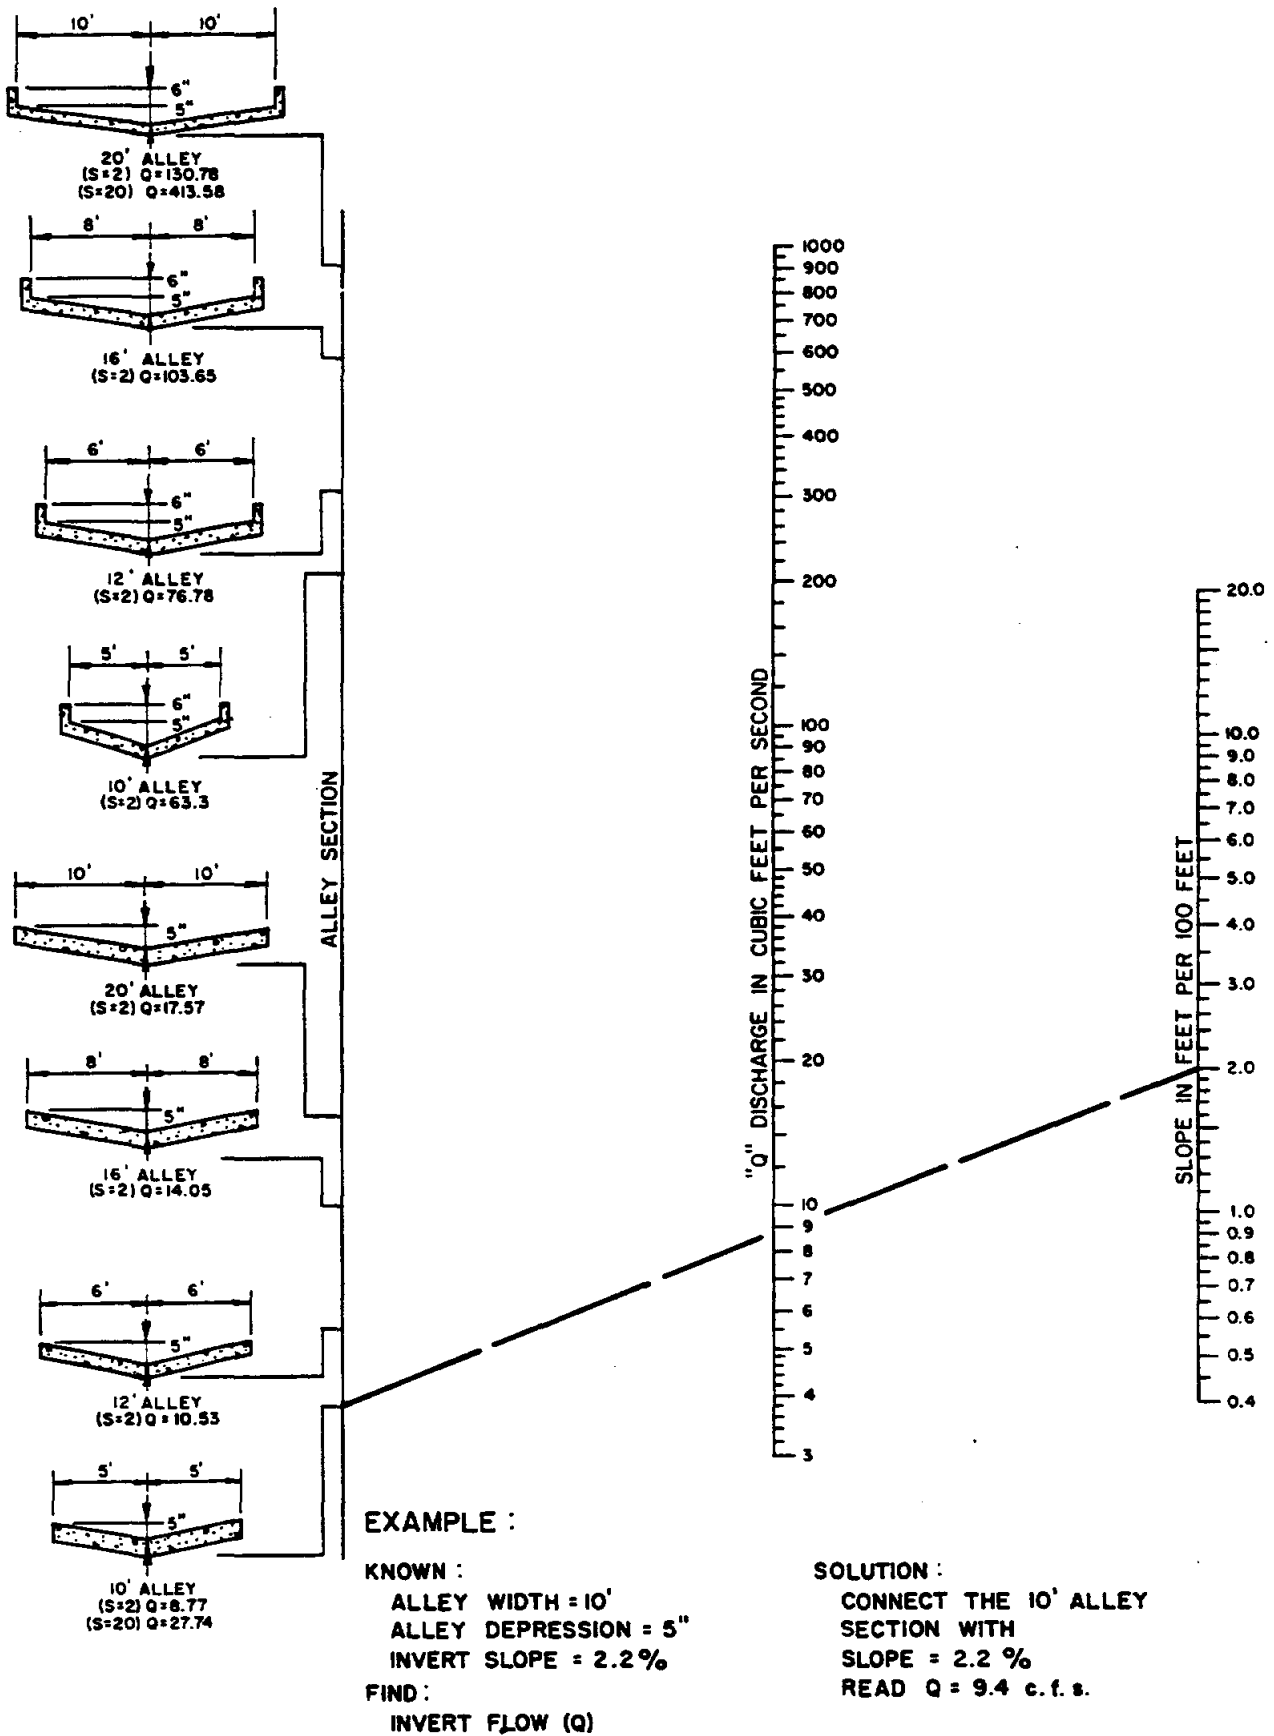 10' 10'
6"
5"
20' ALLEY
(S=2) Q=130.78
(S=20) Q=413.58
8' 8'
6"
5"
16' ALLEY
(S=2) Q=103.65
6' 6'
6"
5"
12' ALLEY
(S=2) Q=76.78
5' 5'
6"
5"
10' ALLEY
(S=2) Q=63.3
10' 10'
5"
20' ALLEY
(S=2) Q=17.57
8' 8'
5"
16' ALLEY
(S=2) Q=14.05
6' 6'
5"
12' ALLEY
(S=2) Q=10.53
5' 5'
5"
10' ALLEY
(S=2) Q=8.77
(S=20) Q=27.74
ALLEY SECTION
"Q" DISCHARGE IN CUBIC FEET PER SECOND
1000
900
800
700
600
500
400
300
200
100
90
80
70
60
50
40
30
20
10
9
8
7
6
5
4
3
SLOPE IN FEET PER 100 FEET
20.0
10.0
9.0
8.0
7.0
6.0
5.0
4.0
3.0
2.0
1.0
0.9
0.8
0.7
0.6
0.5
0.4
EXAMPLE :
KNOWN :
ALLEY WIDTH = 10'
ALLEY DEPRESSION = 5"
INVERT SLOPE = 2.2%
FIND :
INVERT FLOW (Q)
SOLUTION :
CONNECT THE 10' ALLEY
SECTION WITH
SLOPE = 2.2 %
READ Q = 9.4 c.f.s.